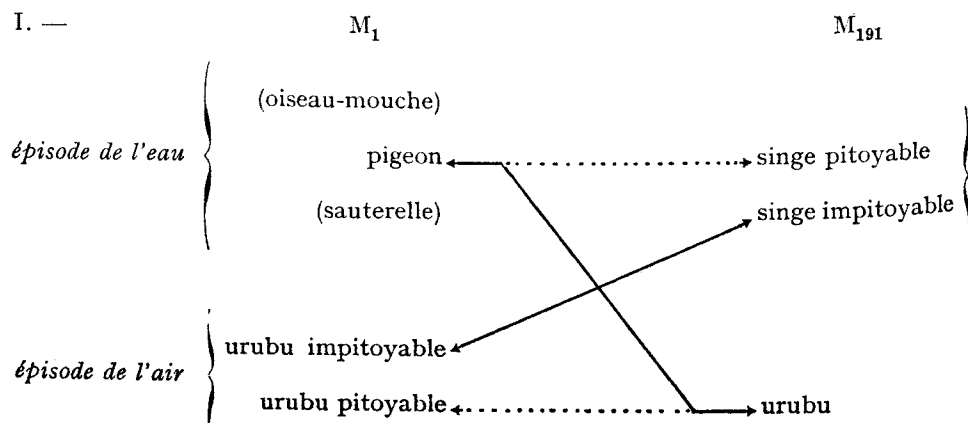 I. — M₁ M₁₉₁
(oiseau-mouche)
épisode de l'eau pigeon singe pitoyable
(sauterelle) singe impitoyable
urubu impitoyable
épisode de l'air
urubu pitoyable urubu